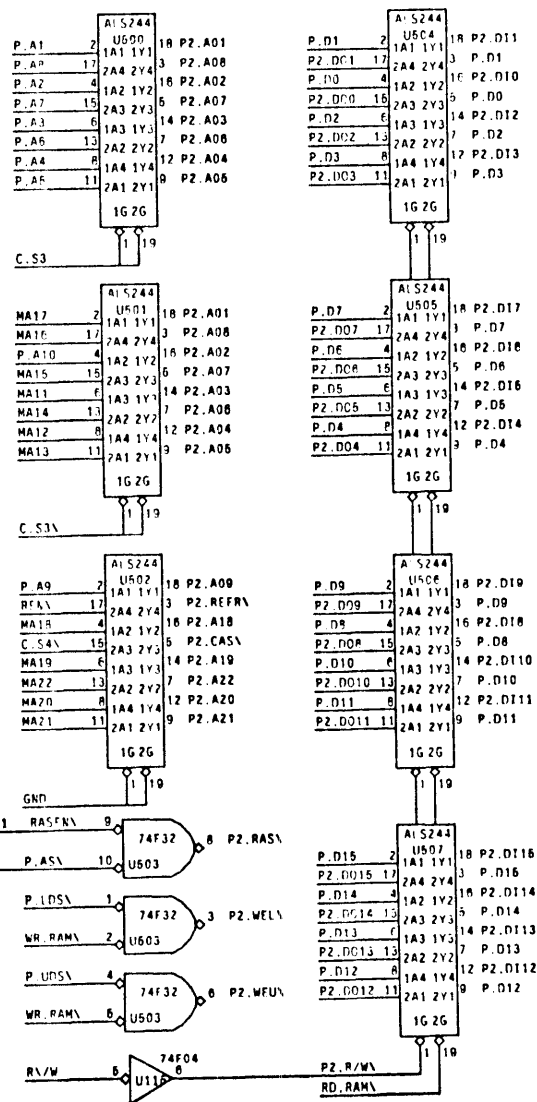 ALS244
U500
P.A1 2 1A1 1Y1 18 P2.A01
P.A8 17 2A4 2Y4 3 P2.A08
P.A2 4 1A2 1Y2 16 P2.A02
P.A7 15 2A3 2Y3 5 P2.A07
P.A3 6 1A3 1Y3 14 P2.A03
P.A6 13 2A2 2Y2 7 P2.A06
P.A4 8 1A4 1Y4 12 P2.A04
P.A5 11 2A1 2Y1 9 P2.A05
1G 2G
1 19
C.S3
ALS244
U501
MA17 2 1A1 1Y1 18 P2.A01
MA16 17 2A4 2Y4 3 P2.A08
P.A10 4 1A2 1Y2 16 P2.A02
MA15 15 2A3 2Y3 5 P2.A07
MA11 6 1A3 1Y3 14 P2.A03
MA14 13 2A2 2Y2 7 P2.A06
MA12 8 1A4 1Y4 12 P2.A04
MA13 11 2A1 2Y1 9 P2.A05
1G 2G
1 19
C.S3\
ALS244
U502
P.A9 2 1A1 1Y1 18 P2.A09
REN\ 17 2A4 2Y4 3 P2.REFR\
MA18 4 1A2 1Y2 16 P2.A18
C.S4\ 15 2A3 2Y3 5 P2.CAS\
MA19 6 1A3 1Y3 14 P2.A19
MA22 13 2A2 2Y2 7 P2.A22
MA20 8 1A4 1Y4 12 P2.A20
MA21 11 2A1 2Y1 9 P2.A21
1G 2G
1 19
GND
1 RASEN\ 9 74F32 8 P2.RAS\
P.AS\ 10 U503
P.LDS\ 1 74F32 3 P2.WEL\
WR.RAM\ 2 U503
P.UDS\ 4 74F32 6 P2.WEU\
WR.RAM\ 5 U503
74F04
R\/W 5 U115 6 P2.R/W\
RD.RAM\
ALS244
U504
P.D1 2 1A1 1Y1 18 P2.DI1
P2.DO1 17 2A4 2Y4 3 P.D1
P.D0 4 1A2 1Y2 16 P2.DI0
P2.DO0 15 2A3 2Y3 5 P.D0
P.D2 6 1A3 1Y3 14 P2.DI2
P2.DO2 13 2A2 2Y2 7 P.D2
P.D3 8 1A4 1Y4 12 P2.DI3
P2.DO3 11 2A1 2Y1 9 P.D3
1G 2G
1 19
ALS244
U505
P.D7 2 1A1 1Y1 18 P2.DI7
P2.DO7 17 2A4 2Y4 3 P.D7
P.D6 4 1A2 1Y2 16 P2.DI6
P2.DO6 15 2A3 2Y3 5 P.D6
P.D5 6 1A3 1Y3 14 P2.DI5
P2.DO5 13 2A2 2Y2 7 P.D5
P.D4 8 1A4 1Y4 12 P2.DI4
P2.DO4 11 2A1 2Y1 9 P.D4
1G 2G
1 19
ALS244
U506
P.D9 2 1A1 1Y1 18 P2.DI9
P2.DO9 17 2A4 2Y4 3 P.D9
P.D8 4 1A2 1Y2 16 P2.DI8
P2.DO8 15 2A3 2Y3 5 P.D8
P.D10 6 1A3 1Y3 14 P2.DI10
P2.DO10 13 2A2 2Y2 7 P.D10
P.D11 8 1A4 1Y4 12 P2.DI11
P2.DO11 11 2A1 2Y1 9 P.D11
1G 2G
1 19
ALS244
U507
P.D15 2 1A1 1Y1 18 P2.DI15
P2.DO15 17 2A4 2Y4 3 P.D15
P.D14 4 1A2 1Y2 16 P2.DI14
P2.DO14 15 2A3 2Y3 5 P.D14
P.D13 6 1A3 1Y3 14 P2.DI13
P2.DO13 13 2A2 2Y2 7 P.D13
P.D12 8 1A4 1Y4 12 P2.DI12
P2.DO12 11 2A1 2Y1 9 P.D12
1G 2G
1 19